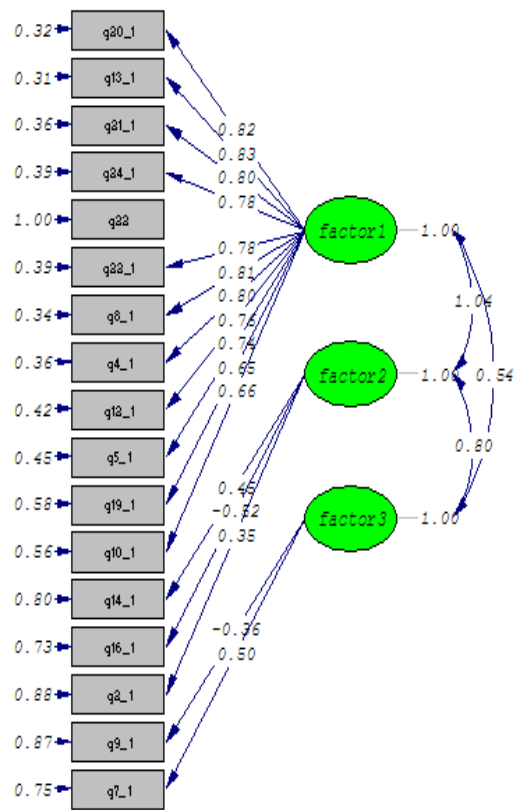 0.32 q20_1
0.31 q13_1
0.36 q21_1
0.39 q24_1
1.00 q22
0.39 q22_1
0.34 q8_1
0.36 q4_1
0.42 q12_1
0.45 q5_1
0.58 q19_1
0.56 q10_1
0.80 q14_1
0.73 q16_1
0.88 q2_1
0.87 q9_1
0.75 q7_1
0.82
0.83
0.80
0.78
0.78
0.81
0.80
0.76
0.74
0.65
0.66
0.45
-0.52
0.35
-0.36
0.50
factor1 1.00
factor2 1.00
factor3 1.00
1.04
0.54
0.80